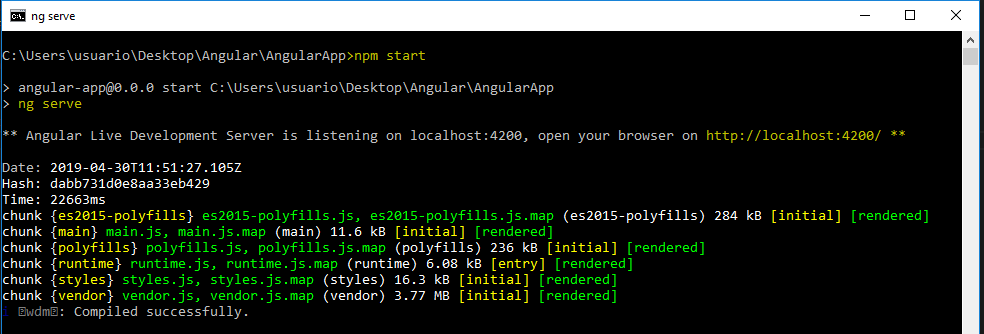 ng serve
C:\Users\usuario\Desktop\Angular\AngularApp>npm start
> angular-app@0.0.0 start C:\Users\usuario\Desktop\Angular\AngularApp
> ng serve
** Angular Live Development Server is listening on localhost:4200, open your browser on http://localhost:4200/ **
Date: 2019-04-30T11:51:27.105Z
Hash: dabb731d0e8aa33eb429
Time: 22663ms
chunk {es2015-polyfills} es2015-polyfills.js, es2015-polyfills.js.map (es2015-polyfills) 284 kB [initial] [rendered]
chunk {main} main.js, main.js.map (main) 11.6 kB [initial] [rendered]
chunk {polyfills} polyfills.js, polyfills.js.map (polyfills) 236 kB [initial] [rendered]
chunk {runtime} runtime.js, runtime.js.map (runtime) 6.08 kB [entry] [rendered]
chunk {styles} styles.js, styles.js.map (styles) 16.3 kB [initial] [rendered]
chunk {vendor} vendor.js, vendor.js.map (vendor) 3.77 MB [initial] [rendered]
i wdm: Compiled successfully.